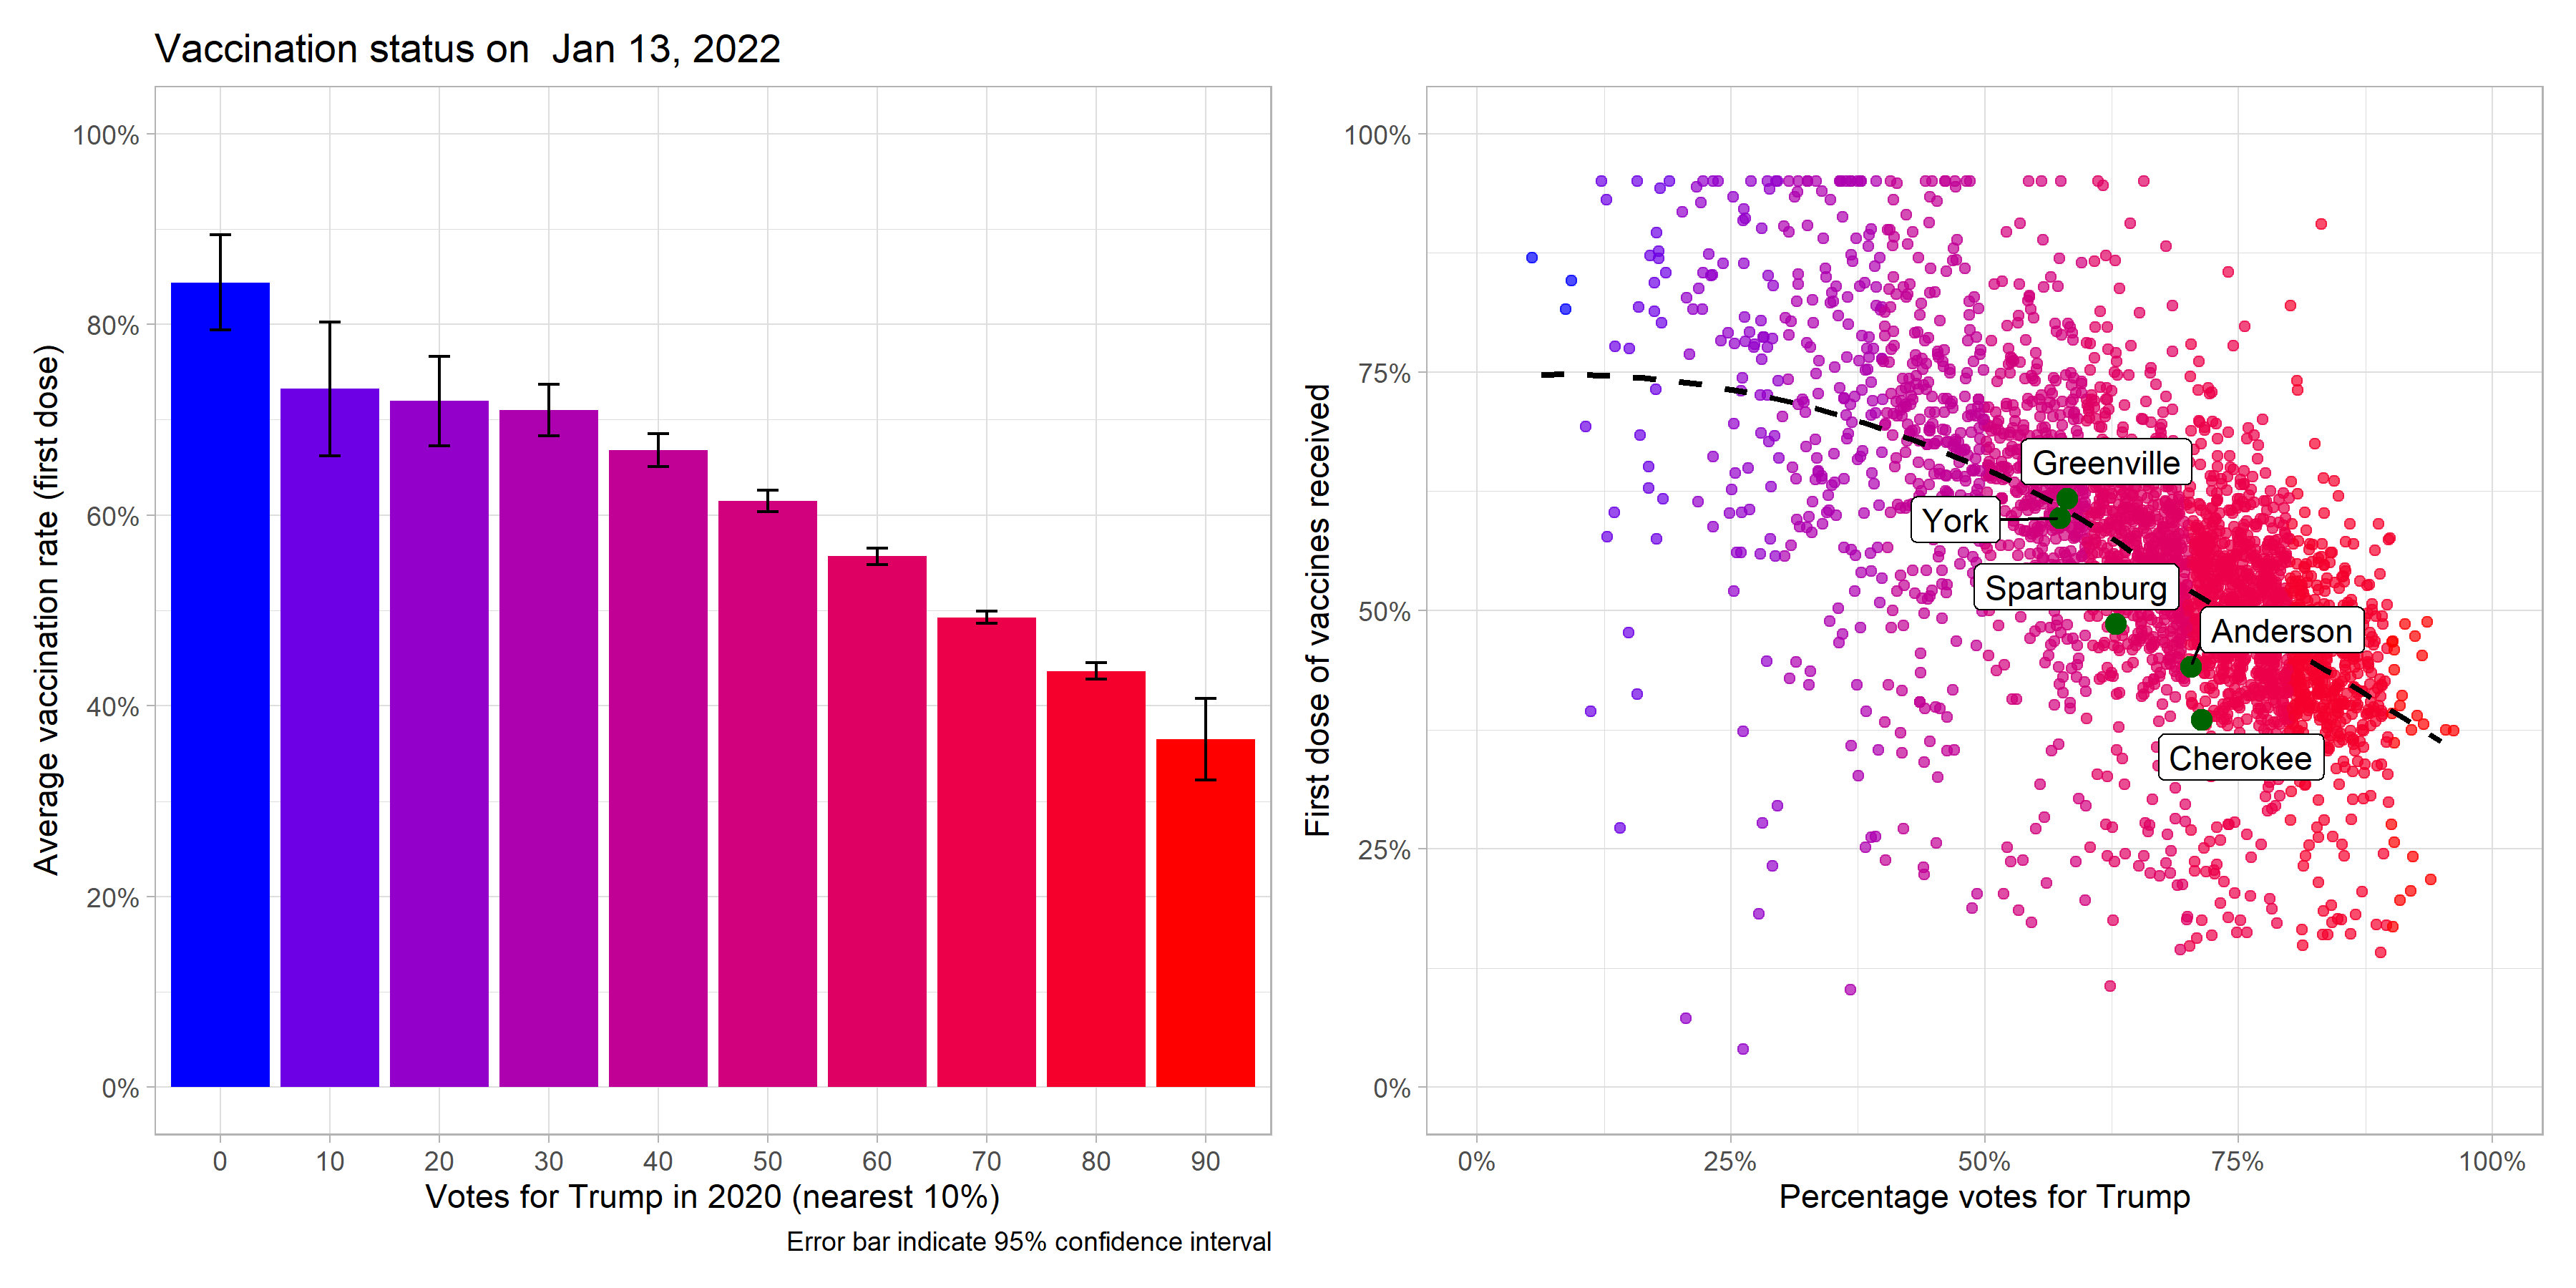 Vaccination status on  Jan 13, 2022
Average vaccination rate (first dose)
100%
80%
60%
40%
20%
0%
0 10 20 30 40 50 60 70 80 90
Votes for Trump in 2020 (nearest 10%)
Error bar indicate 95% confidence interval
First dose of vaccines received
100%
75%
50%
25%
0%
Greenville
York
Spartanburg
Anderson
Cherokee
0% 25% 50% 75% 100%
Percentage votes for Trump